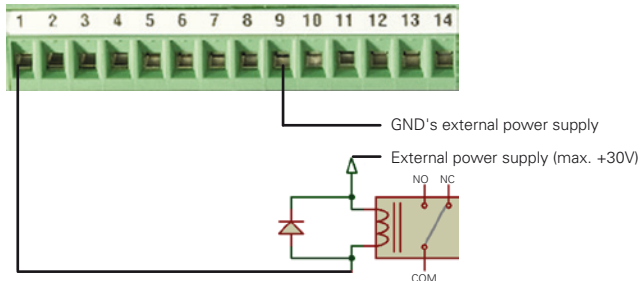 1 2 3 4 5 6 7 8 9 10 11 12 13 14
GND's external power supply
External power supply (max. +30V)
NO NC
COM